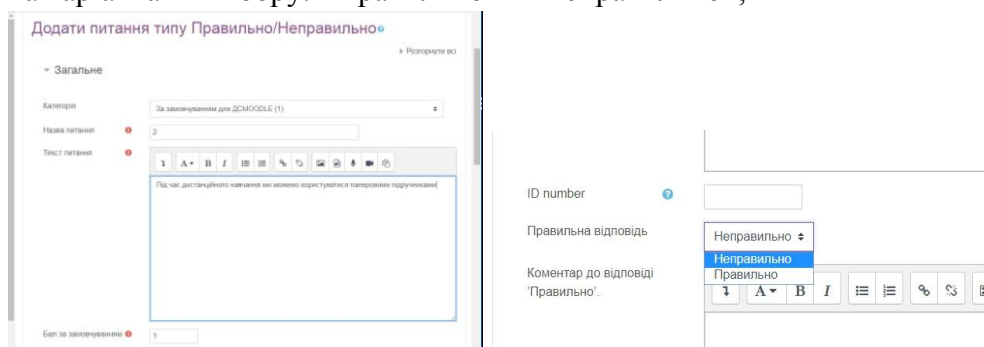 Додати питання типу Правильно/Неправильно
Розгорнути всі
Загальне
Категорія
За замовчуванням для ДСMOODLE (1)
Назва питання
2
Текст питання
A B I
Під час дистанційного навчання ми можемо користуватися паперовими підручниками
Бал за замовчуванням
1
ID number
Правильна відповідь
Неправильно
Неправильно
Правильно
Коментар до відповіді
'Правильно'.
A B I